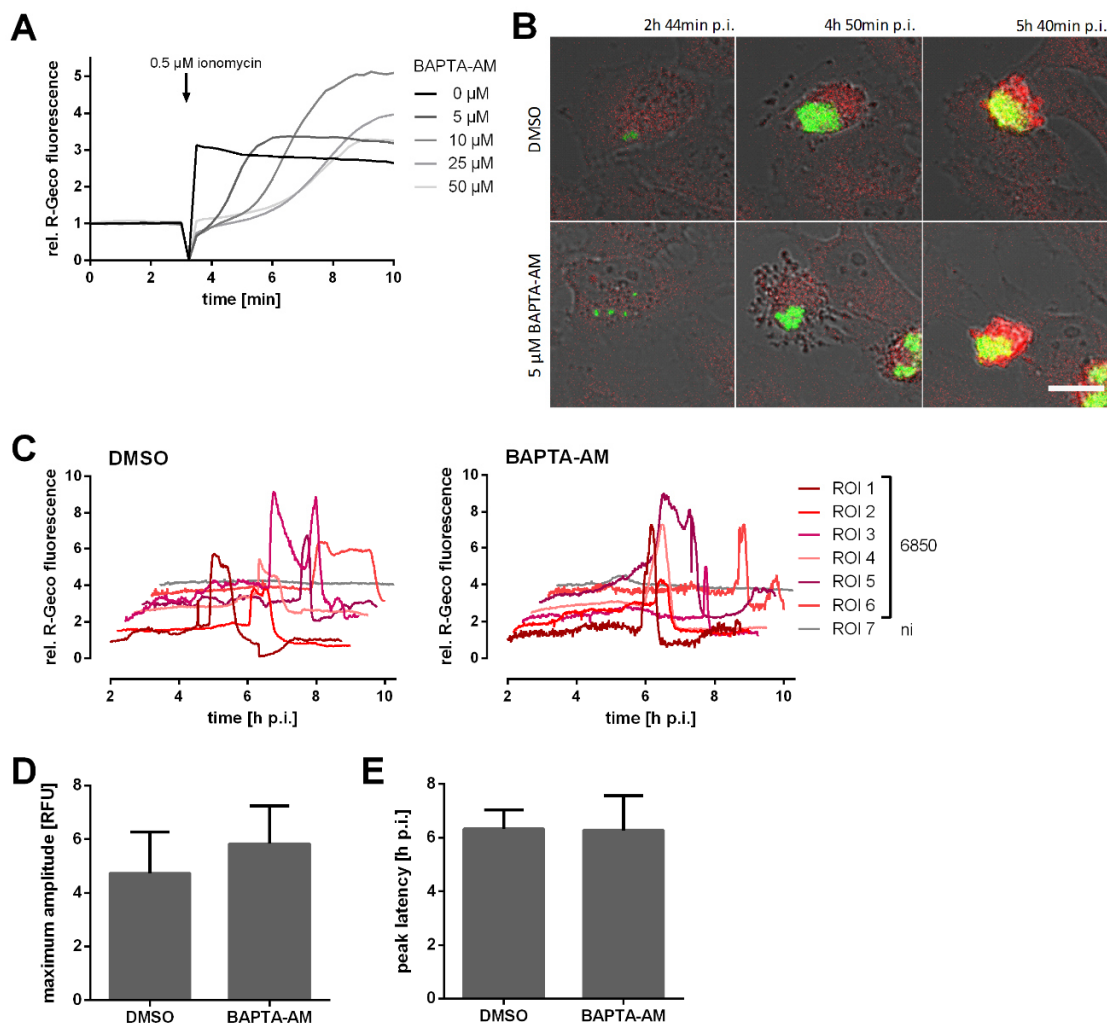 A
0.5 µM ionomycin
BAPTA-AM
0 µM
5 µM
10 µM
25 µM
50 µM
rel. R-Geco fluorescence
5
4
3
2
1
0
0 2 4 6 8 10
time [min]
B
2h 44min p.i. 4h 50min p.i. 5h 40min p.i.
DMSO
5 µM BAPTA-AM
C
DMSO
rel. R-Geco fluorescence
10
8
6
4
2
0
2 4 6 8 10
time [h p.i.]
BAPTA-AM
rel. R-Geco fluorescence
10
8
6
4
2
0
2 4 6 8 10
time [h p.i.]
ROI 1
ROI 2
ROI 3
ROI 4
ROI 5
ROI 6
ROI 7
6850
ni
D
maximum amplitude [RFU]
8
6
4
2
0
DMSO BAPTA-AM
E
peak latency [h p.i.]
8
6
4
2
0
DMSO BAPTA-AM